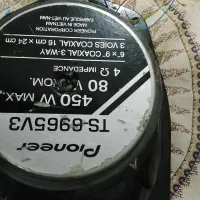 Pioneer
TS-6965V3
450 W MAX.
80 W NOM.
4 Ω IMPEDANCE
6" x 9" COAXIAL 3-WAY
3 VOIES COAXIAL 16 cm x 24 cm
PIONEER CORPORATION
MADE IN VIETNAM
FABRIQUÉ AU VIETNAM